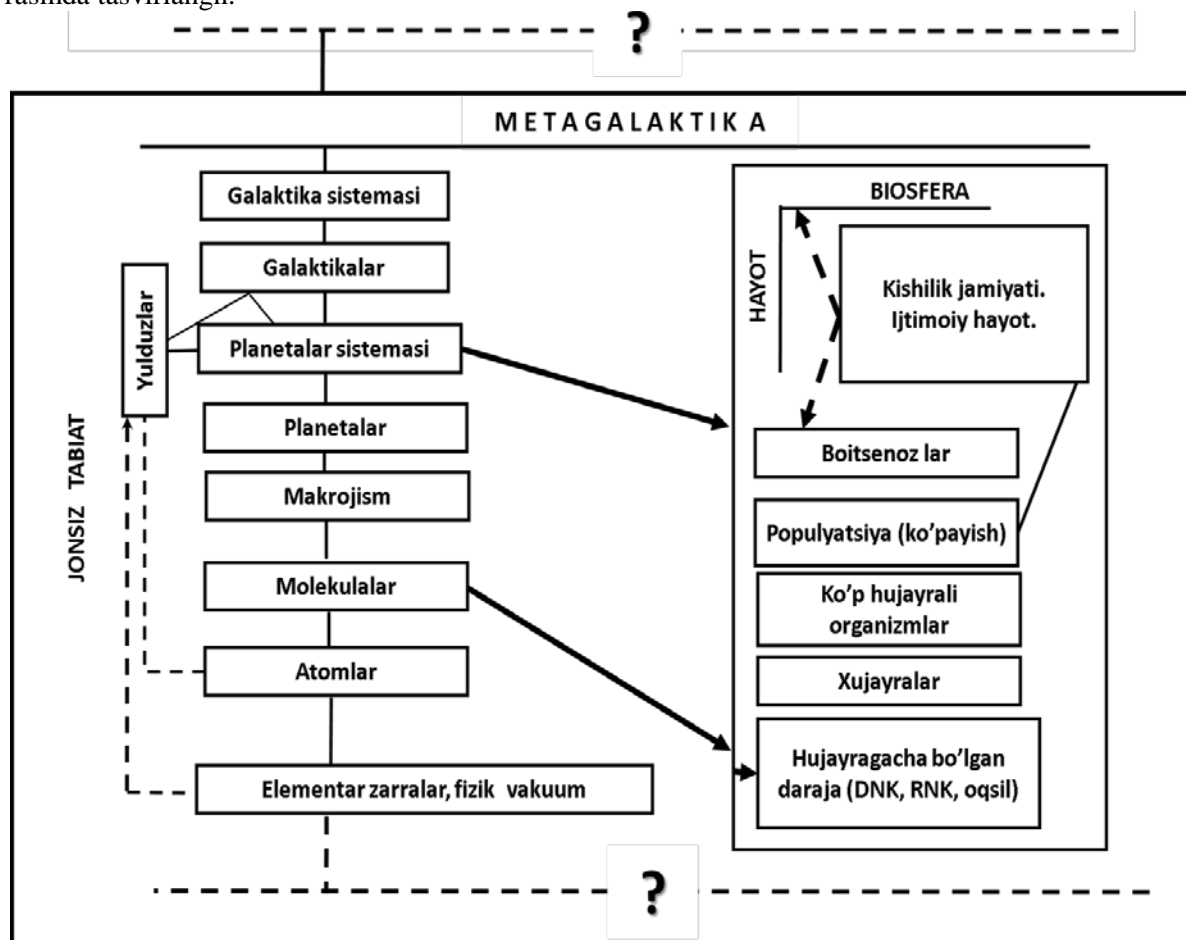 rasmda tasvirlangn.
?
METAGALAKTIKA
Galaktika sistemasi
Galaktikalar
Yulduzlar
Planetalar sistemasi
Planetalar
Makrojism
Molekulalar
Atomlar
Elementar zarralar, fizik vakuum
JONSIZ TABIAT
BIOSFERA
HAYOT
Kishilik jamiyati.
Ijtimoiy hayot.
Boitsenoz lar
Populyatsiya (ko'payish)
Ko'p hujayrali
organizmlar
Xujayralar
Hujayragacha bo'lgan
daraja (DNK, RNK, oqsil)
?